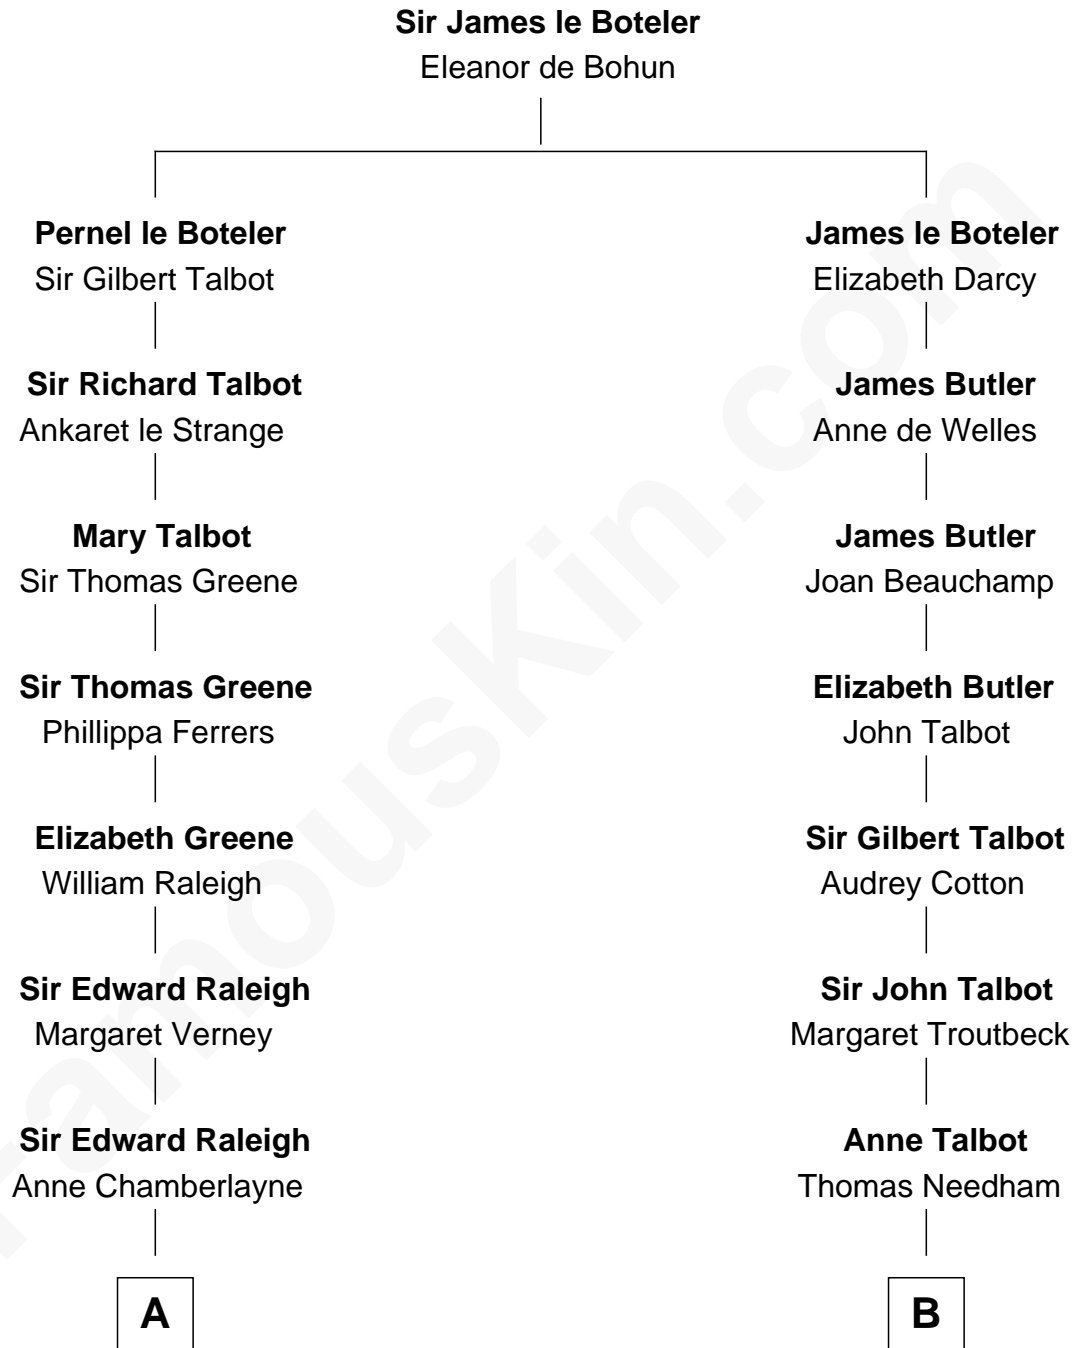 Sir James le Boteler
Eleanor de Bohun
Pernel le Boteler
Sir Gilbert Talbot
James le Boteler
Elizabeth Darcy
Sir Richard Talbot
Ankaret le Strange
James Butler
Anne de Welles
Mary Talbot
Sir Thomas Greene
James Butler
Joan Beauchamp
Sir Thomas Greene
Phillippa Ferrers
Elizabeth Butler
John Talbot
Elizabeth Greene
William Raleigh
Sir Gilbert Talbot
Audrey Cotton
Sir Edward Raleigh
Margaret Verney
Sir John Talbot
Margaret Troutbeck
Sir Edward Raleigh
Anne Chamberlayne
Anne Talbot
Thomas Needham
A
B
FamousKin.com